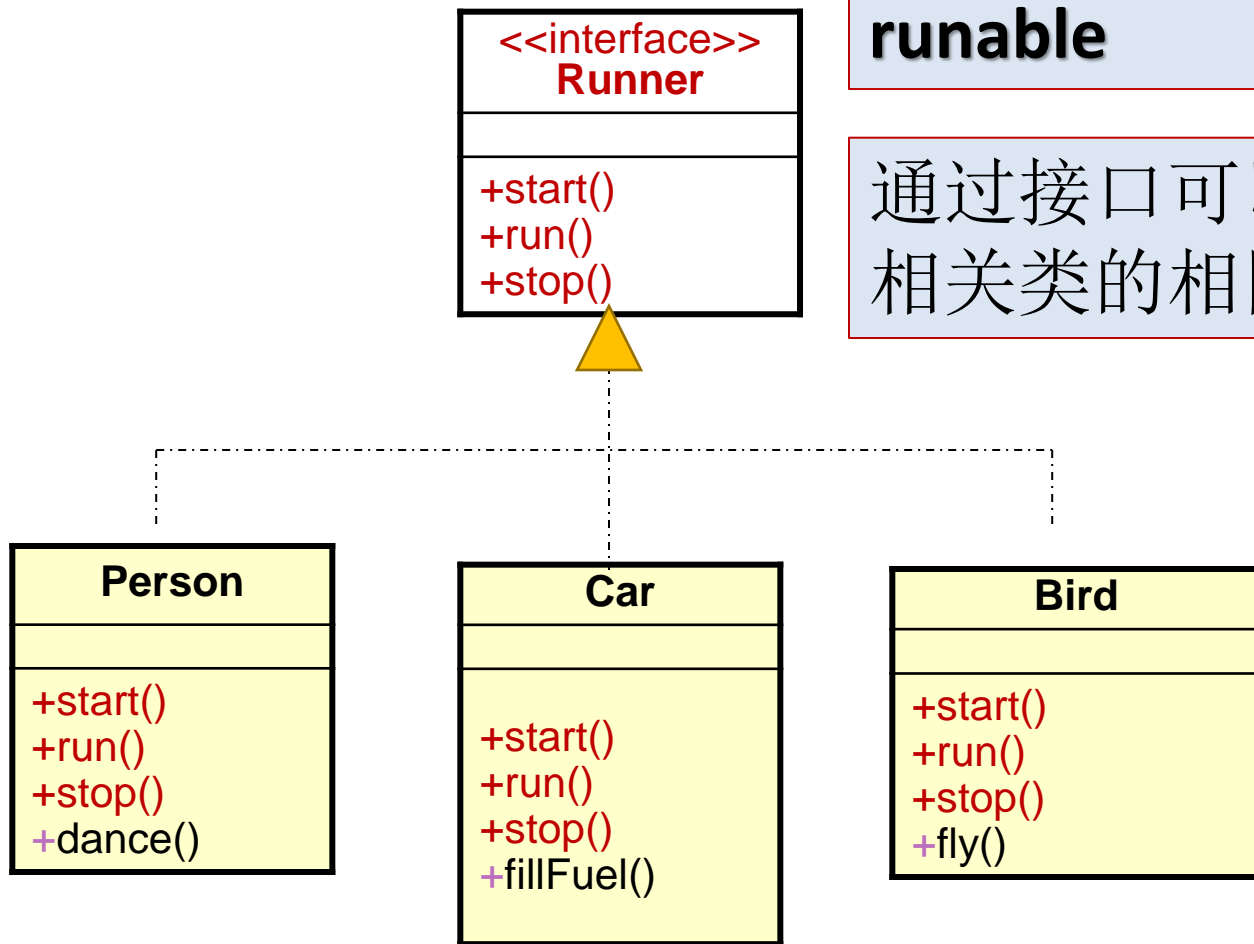 <<interface>>
Runner
+start()
+run()
+stop()
runable
通过接口可
相关类的相
Person
+start()
+run()
+stop()
+dance()
Car
+start()
+run()
+stop()
+fillFuel()
Bird
+start()
+run()
+stop()
+fly()